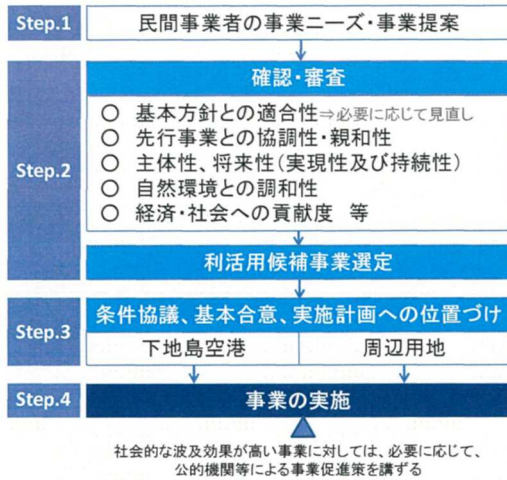 Step.1
民間事業者の事業ニーズ・事業提案
Step.2
確認・審査
○ 基本方針との適合性⇒必要に応じて見直し
○ 先行事業との協調性・親和性
○ 主体性、将来性(実現性及び持続性)
○ 自然環境との調和性
○ 経済・社会への貢献度 等
利活用候補事業選定
Step.3
条件協議、基本合意、実施計画への位置づけ
下地島空港
周辺用地
Step.4
事業の実施
社会的な波及効果が高い事業に対しては、必要に応じて、
公的機関等による事業促進策を講ずる